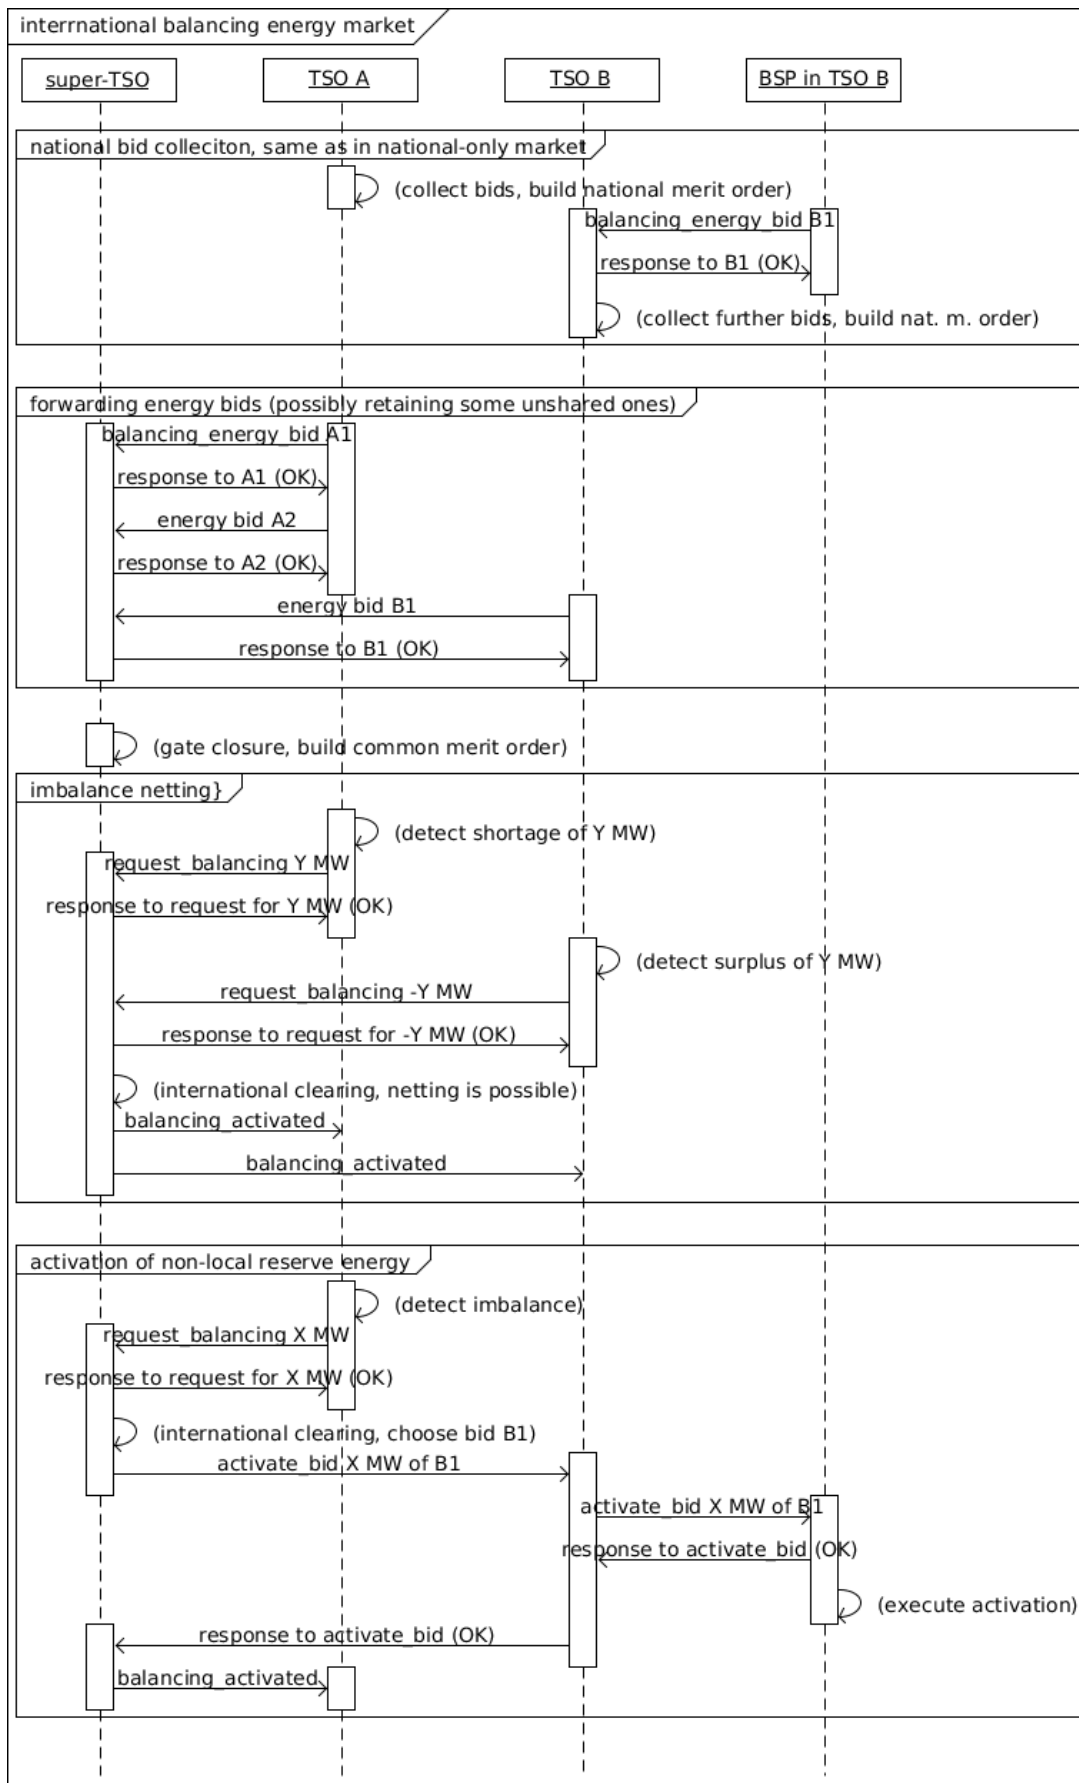 interrnational balancing energy market
super-TSO
TSO A
TSO B
BSP in TSO B
national bid colleciton, same as in national-only market
(collect bids, build national merit order)
balancing_energy_bid B1
response to B1 (OK)
(collect further bids, build nat. m. order)
forwarding energy bids (possibly retaining some unshared ones)
balancing_energy_bid A1
response to A1 (OK)
energy bid A2
response to A2 (OK)
energy bid B1
response to B1 (OK)
(gate closure, build common merit order)
imbalance netting}
(detect shortage of Y MW)
request_balancing Y MW
response to request for Y MW (OK)
(detect surplus of Y MW)
request_balancing -Y MW
response to request for -Y MW (OK)
(international clearing, netting is possible)
balancing_activated
balancing_activated
activation of non-local reserve energy
(detect imbalance)
request_balancing X MW
response to request for X MW (OK)
(international clearing, choose bid B1)
activate_bid X MW of B1
activate_bid X MW of B1
response to activate_bid (OK)
(execute activation)
response to activate_bid (OK)
balancing_activated